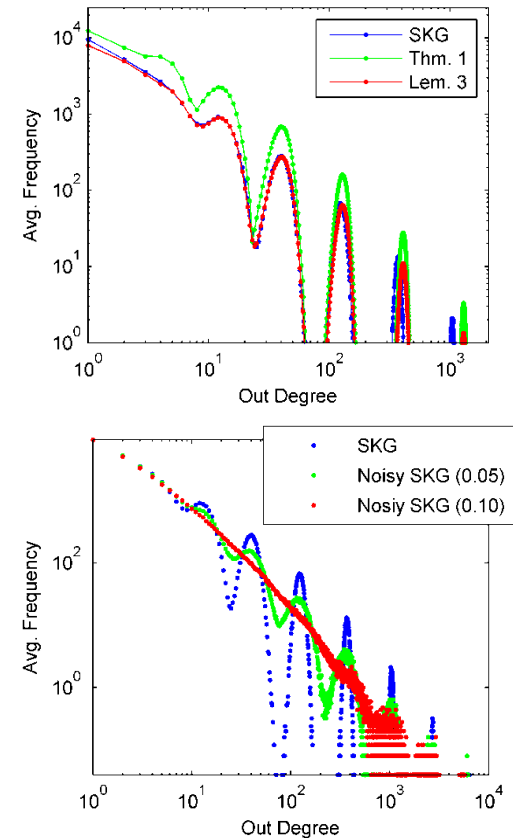 10^4
10^3
10^2
10^1
10^0
Avg. Frequency
SKG
Thm. 1
Lem. 3
10^0 10^1 10^2 10^3
Out Degree
10^2
10^0
Avg. Frequency
SKG
Noisy SKG (0.05)
Nosiy SKG (0.10)
10^0 10^1 10^2 10^3 10^4
Out Degree